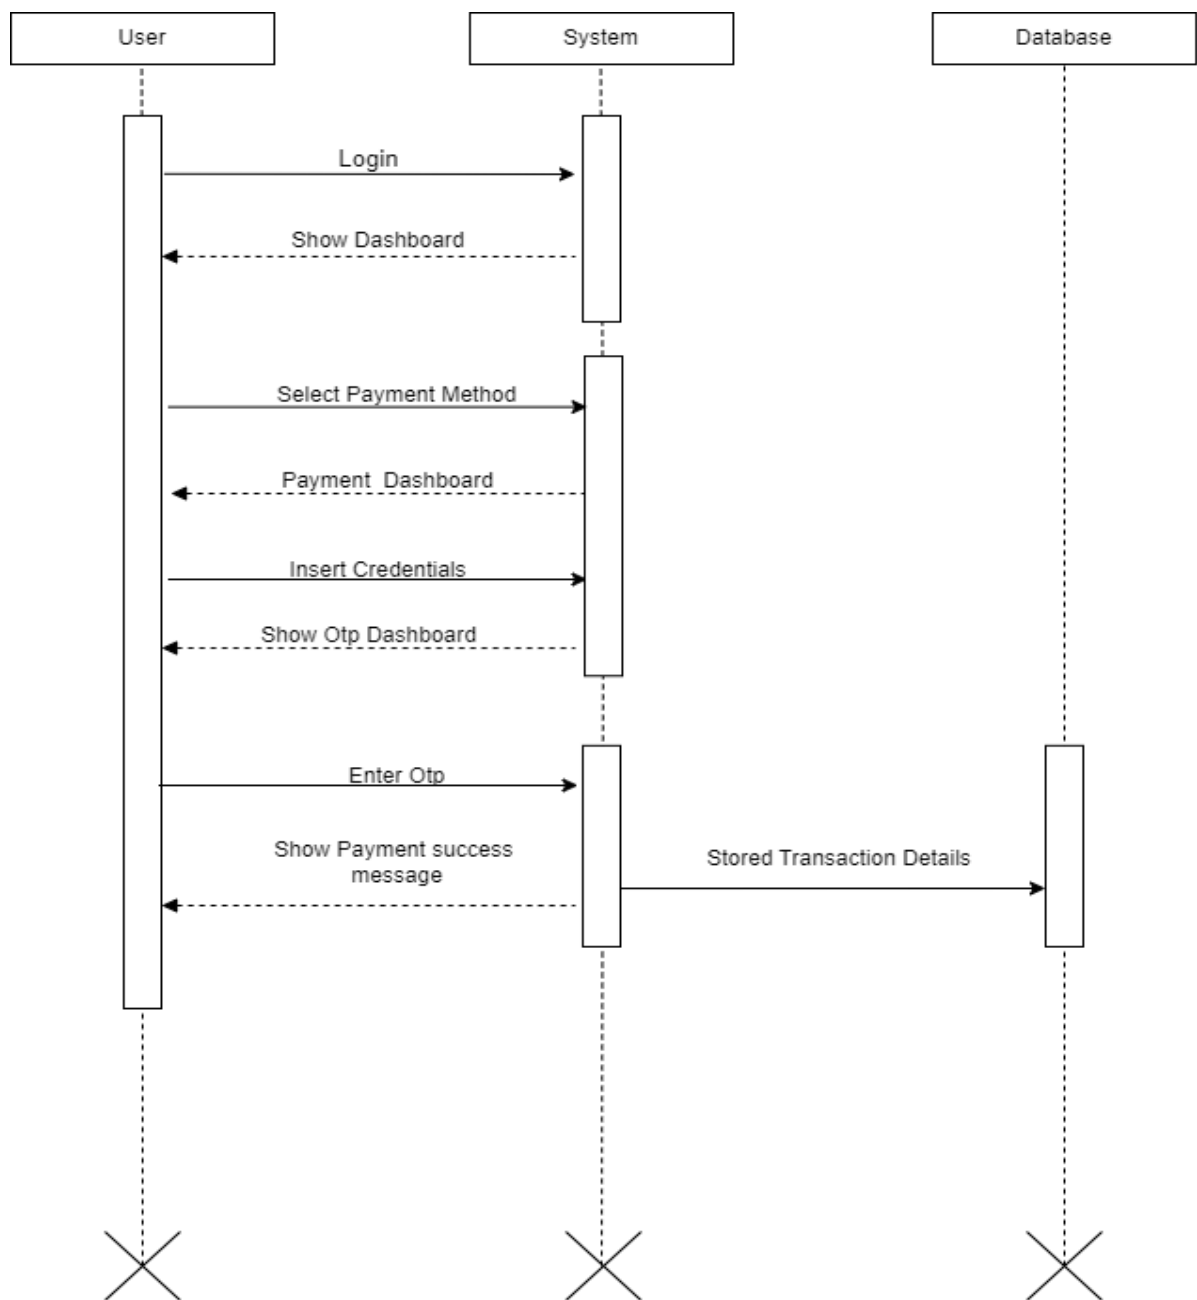 User
System
Database
Login
Show Dashboard
Select Payment Method
Payment  Dashboard
Insert Credentials
Show Otp Dashboard
Enter Otp
Show Payment success
message
Stored Transaction Details